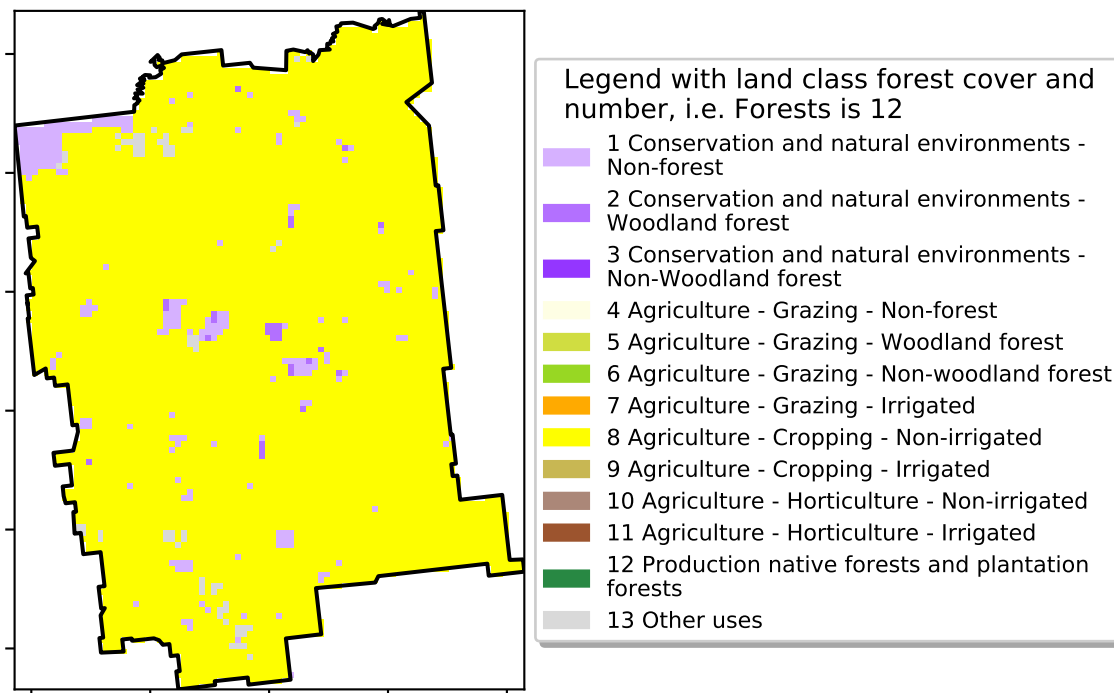 Legend with land class forest cover and
number, i.e. Forests is 12
1 Conservation and natural environments -
Non-forest
2 Conservation and natural environments -
Woodland forest
3 Conservation and natural environments -
Non-Woodland forest
4 Agriculture - Grazing - Non-forest
5 Agriculture - Grazing - Woodland forest
6 Agriculture - Grazing - Non-woodland forest
7 Agriculture - Grazing - Irrigated
8 Agriculture - Cropping - Non-irrigated
9 Agriculture - Cropping - Irrigated
10 Agriculture - Horticulture - Non-irrigated
11 Agriculture - Horticulture - Irrigated
12 Production native forests and plantation
forests
13 Other uses